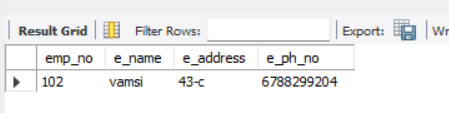 Result Grid Filter Rows: Export: Wr
emp_no e_name e_address e_ph_no
102 vamsi 43-c 6788299204